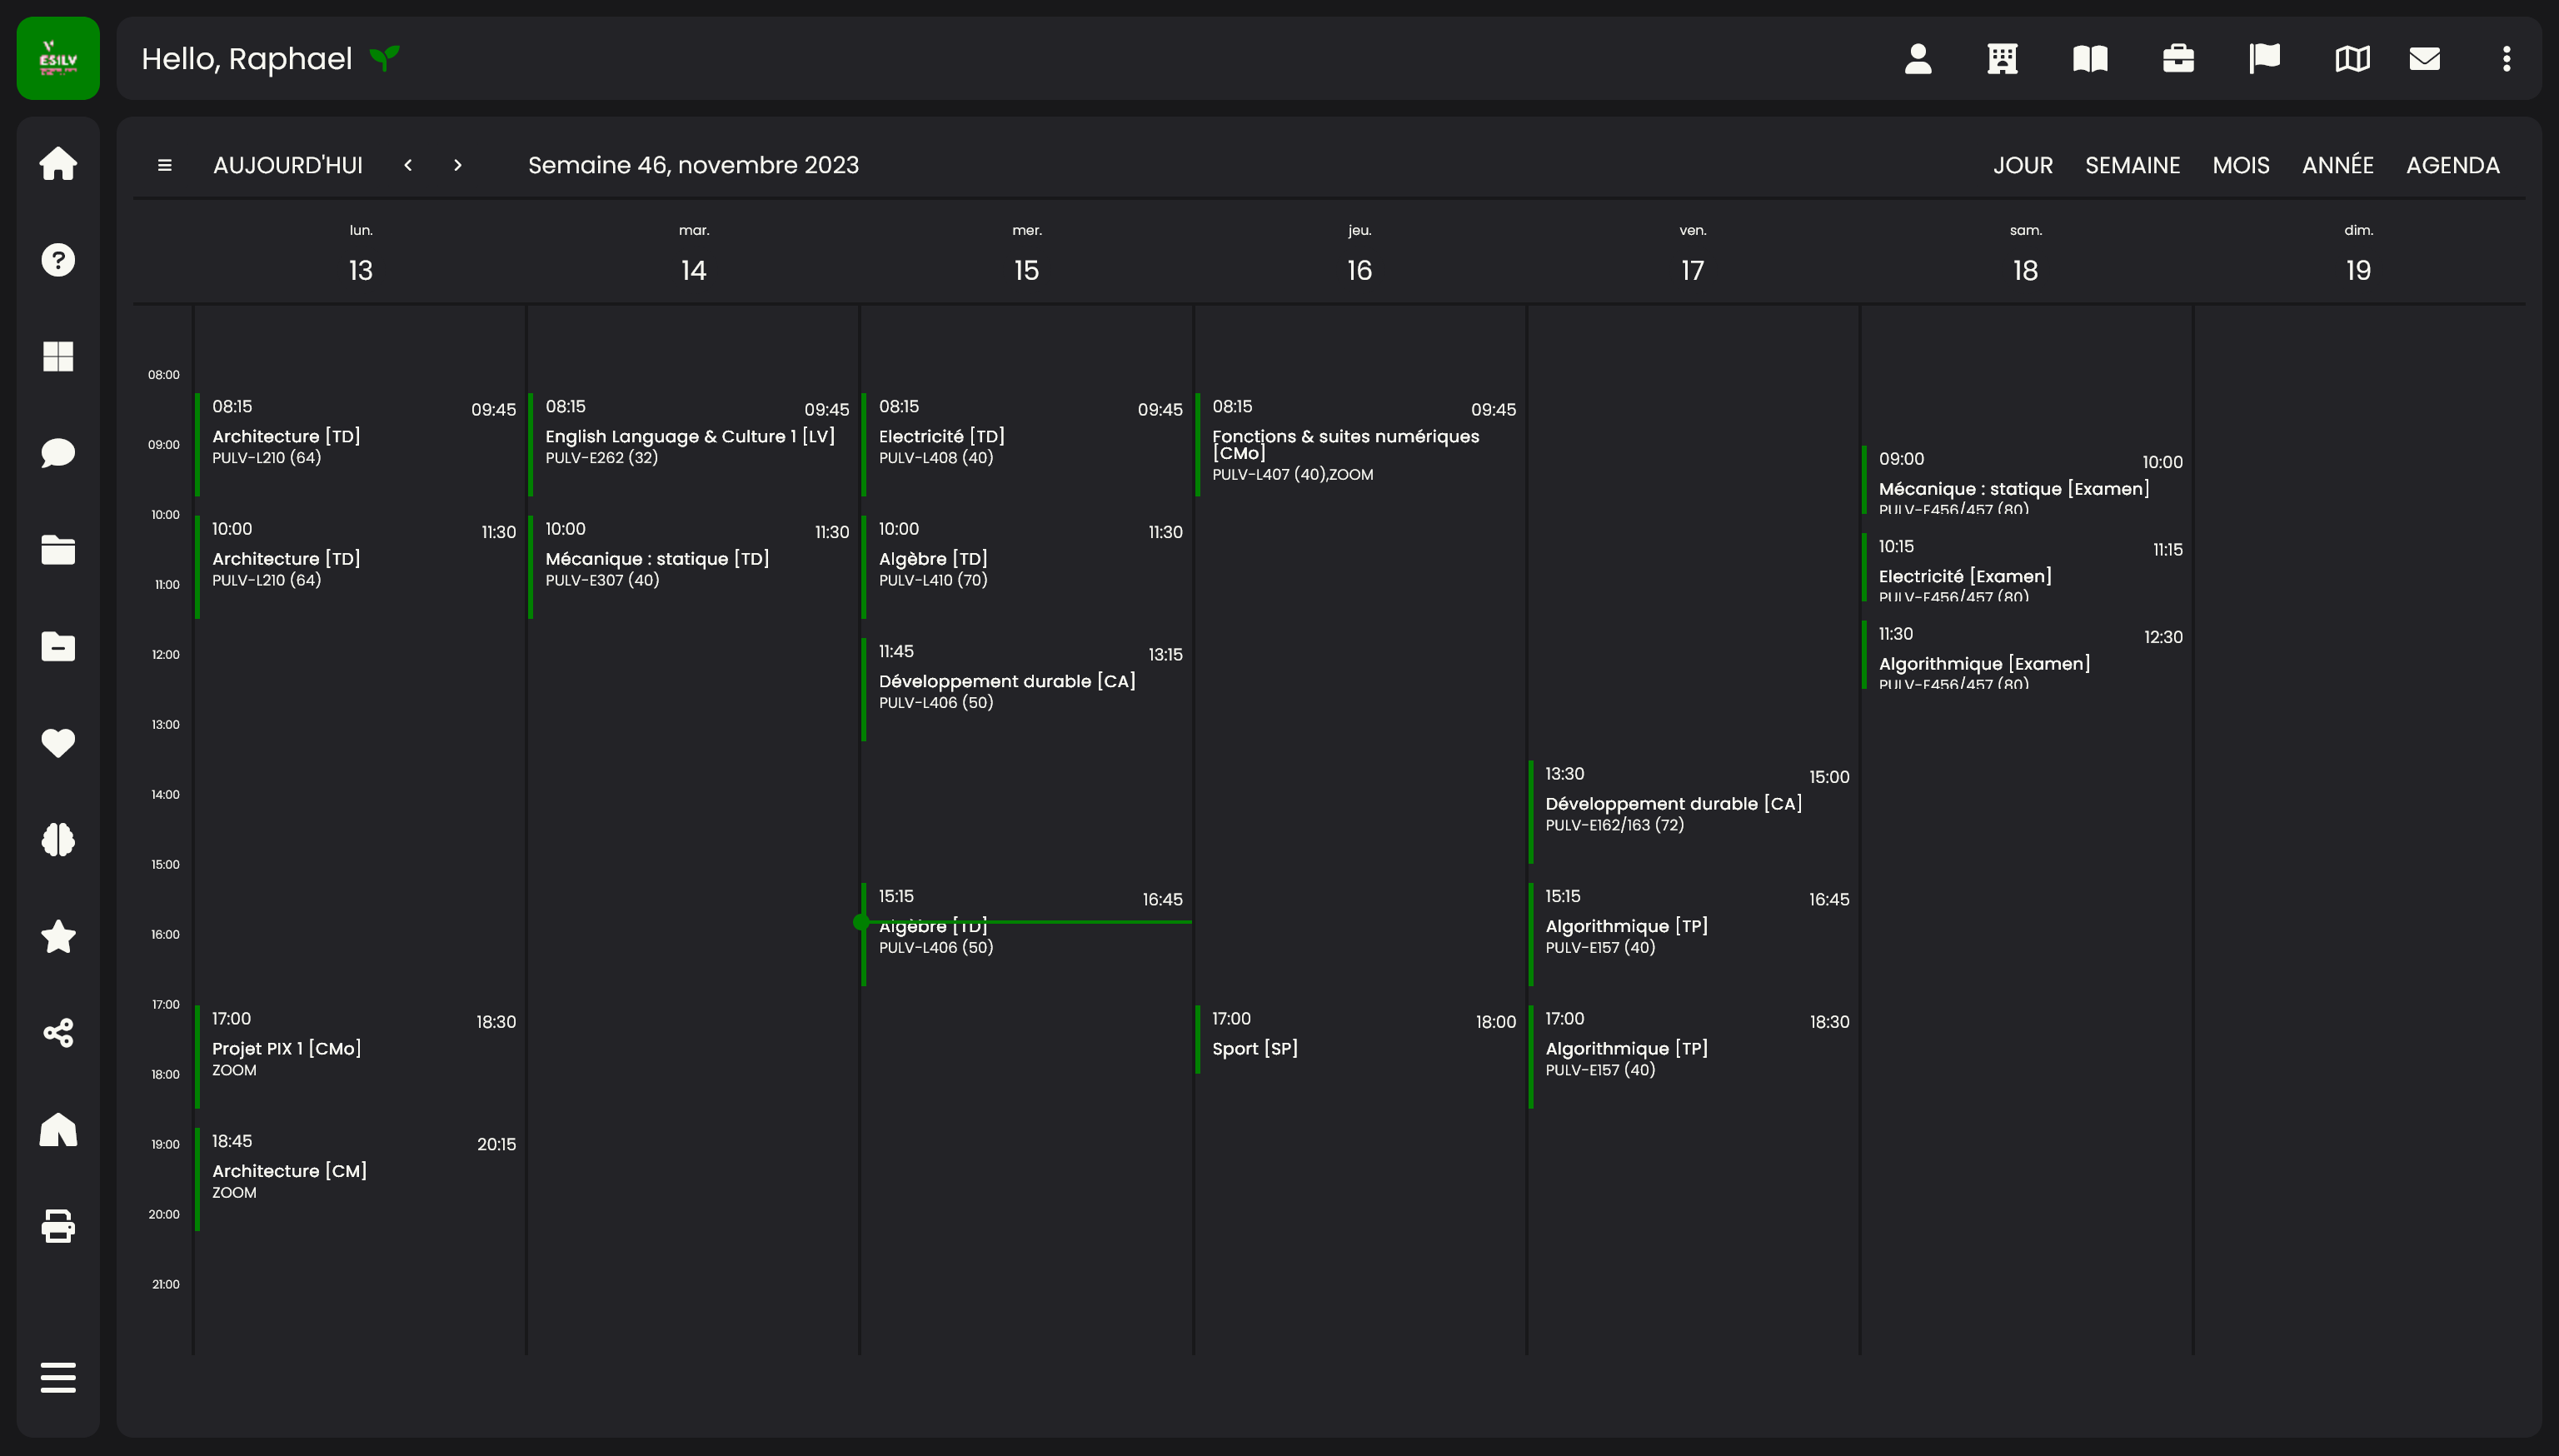 ESILV
Hello, Raphael
AUJOURD'HUI
Semaine 46, novembre 2023
JOUR SEMAINE MOIS ANNÉE AGENDA
lun. mar. mer. jeu. ven. sam. dim.
13 14 15 16 17 18 19
08:00
09:00
10:00
11:00
12:00
13:00
14:00
15:00
16:00
17:00
18:00
19:00
20:00
21:00
08:15 09:45
Architecture [TD]
PULV-L210 (64)
10:00 11:30
Architecture [TD]
PULV-L210 (64)
17:00 18:30
Projet PIX 1 [CMo]
ZOOM
18:45 20:15
Architecture [CM]
ZOOM
08:15 09:45
English Language & Culture 1 [LV]
PULV-E262 (32)
10:00 11:30
Mécanique : statique [TD]
PULV-E307 (40)
08:15 09:45
Electricité [TD]
PULV-L408 (40)
10:00 11:30
Algèbre [TD]
PULV-L410 (70)
11:45 13:15
Développement durable [CA]
PULV-L406 (50)
15:15 16:45
Algèbre [TD]
PULV-L406 (50)
08:15 09:45
Fonctions & suites numériques
[CMo]
PULV-L407 (40),ZOOM
17:00 18:00
Sport [SP]
13:30 15:00
Développement durable [CA]
PULV-E162/163 (72)
15:15 16:45
Algorithmique [TP]
PULV-E157 (40)
17:00 18:30
Algorithmique [TP]
PULV-E157 (40)
09:00 10:00
Mécanique : statique [Examen]
PULV-E456/457 (80)
10:15 11:15
Electricité [Examen]
PULV-E456/457 (80)
11:30 12:30
Algorithmique [Examen]
PULV-E456/457 (80)